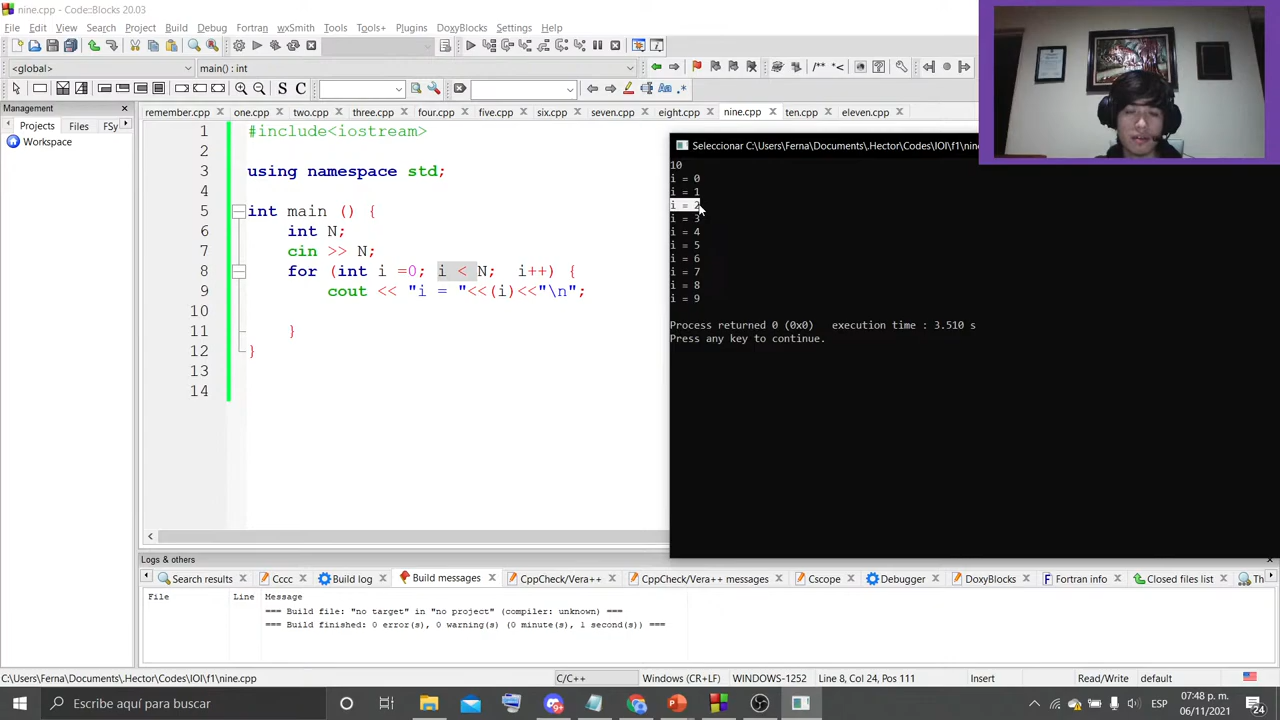 nine.cpp - Code::Blocks 20.03
File Edit View Search Project Build Debug Fortran wxSmith Tools Tools+ Plugins DoxyBlocks Settings Help
<global> main() : int
/** *<
S C .*
Management
Projects Files FSy
Workspace
remember.cpp one.cpp two.cpp three.cpp four.cpp five.cpp six.cpp seven.cpp eight.cpp nine.cpp ten.cpp eleven.cpp
1 #include<iostream>
2
3 using namespace std;
4
5 int main () {
6 int N;
7 cin >> N;
8 for (int i =0; i < N; i++) {
9 cout << "i = "<<(i)<<"\n";
10
11 }
12 }
13
14
Seleccionar C:\Users\Ferna\Documents\.Hector\Codes\IOI\f1\nine
10
i = 0
i = 1
i = 2
i = 3
i = 4
i = 5
i = 6
i = 7
i = 8
i = 9
Process returned 0 (0x0) execution time : 3.510 s
Press any key to continue.
Logs & others
Search results Cccc Build log Build messages CppCheck/Vera++ CppCheck/Vera++ messages Cscope Debugger DoxyBlocks Fortran info Closed files list Th
File Line Message
=== Build file: "no target" in "no project" (compiler: unknown) ===
=== Build finished: 0 error(s), 0 warning(s) (0 minute(s), 1 second(s)) ===
C:\Users\Ferna\Documents\.Hector\Codes\IOI\f1\nine.cpp C/C++ Windows (CR+LF) WINDOWS-1252 Line 8, Col 24, Pos 111 Insert Read/Write default
Escribe aquí para buscar ESP 07:48 p. m. 06/11/2021 24